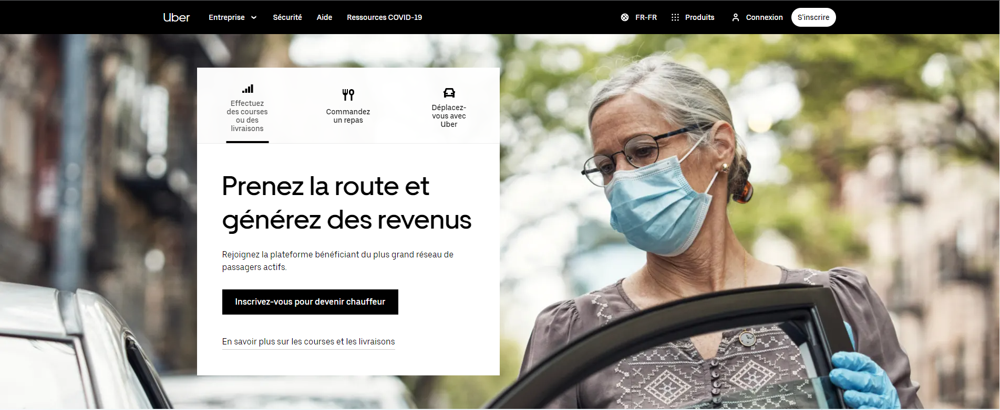 Uber
Entreprise
Sécurité
Aide
Ressources COVID-19
FR-FR
Produits
Connexion
S'inscrire
Effectuez
des courses
ou des
livraisons
Commandez
un repas
Déplacez-
vous avec
Uber
Prenez la route et
générez des revenus
Rejoignez la plateforme bénéficiant du plus grand réseau de
passagers actifs.
Inscrivez-vous pour devenir chauffeur
En savoir plus sur les courses et les livraisons